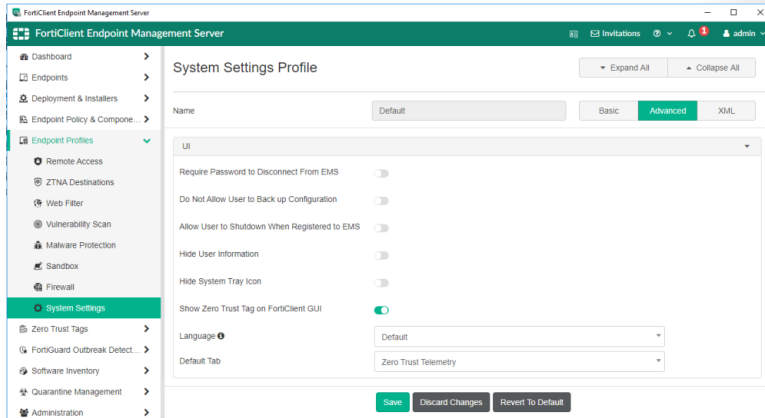 FortiClient Endpoint Management Server
FortiClient Endpoint Management Server
Invitations
1
admin
Dashboard
Endpoints
Deployment & Installers
Endpoint Policy & Compone...
Endpoint Profiles
Remote Access
ZTNA Destinations
Web Filter
Vulnerability Scan
Malware Protection
Sandbox
Firewall
System Settings
Zero Trust Tags
FortiGuard Outbreak Detect...
Software Inventory
Quarantine Management
Administration
System Settings Profile
Expand All
Collapse All
Name
Default
Basic
Advanced
XML
UI
Require Password to Disconnect From EMS
Do Not Allow User to Back up Configuration
Allow User to Shutdown When Registered to EMS
Hide User Information
Hide System Tray Icon
Show Zero Trust Tag on FortiClient GUI
Language
Default
Default Tab
Zero Trust Telemetry
Save
Discard Changes
Revert To Default